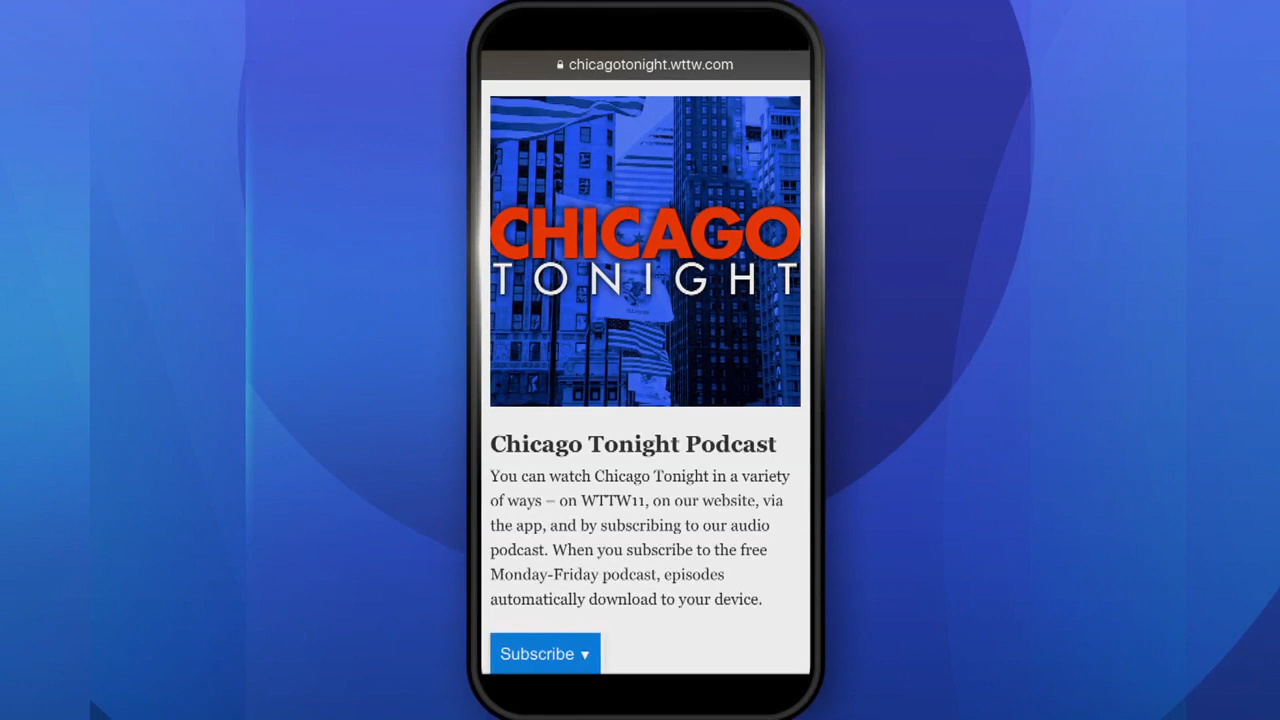 chicagotonight.wttw.com
CHICAGO
TONIGHT
Chicago Tonight Podcast
You can watch Chicago Tonight in a variety
of ways – on WTTW11, on our website, via
the app, and by subscribing to our audio
podcast. When you subscribe to the free
Monday-Friday podcast, episodes
automatically download to your device.
Subscribe ▾